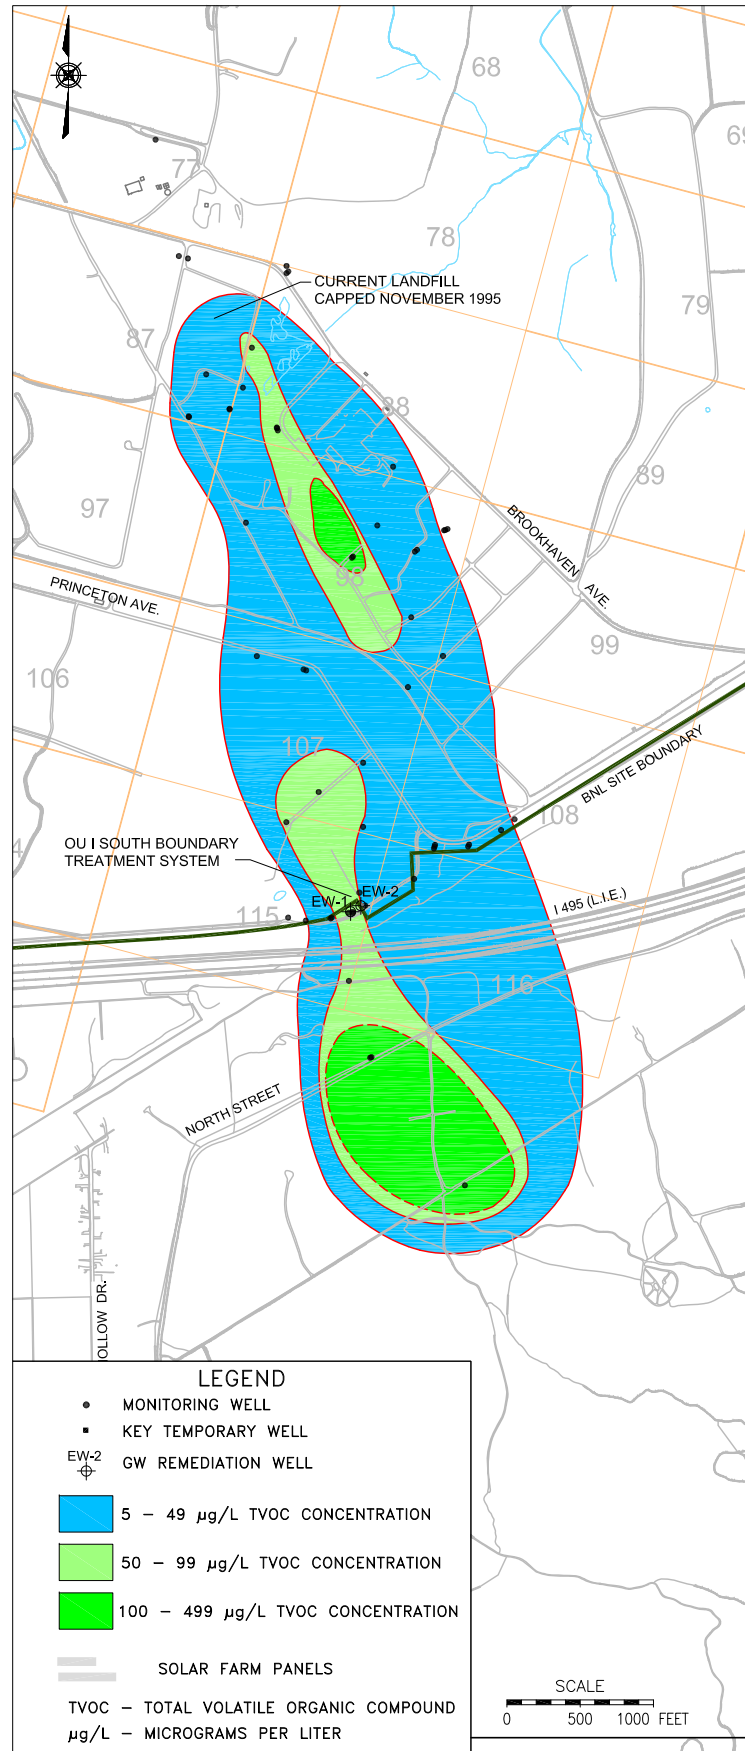 68
69
77
78
CURRENT LANDFILL
CAPPED NOVEMBER 1995
79
87
88
89
97
BROOKHAVEN AVE.
98
PRINCETON AVE.
99
106
107
BNL SITE BOUNDARY
108
OU I SOUTH BOUNDARY
TREATMENT SYSTEM
EW-1
EW-2
115
I 495 (L.I.E.)
116
NORTH STREET
OLLOW DR.
LEGEND
MONITORING WELL
KEY TEMPORARY WELL
EW-2
GW REMEDIATION WELL
5 – 49 µg/L TVOC CONCENTRATION
50 – 99 µg/L TVOC CONCENTRATION
100 – 499 µg/L TVOC CONCENTRATION
SOLAR FARM PANELS
TVOC – TOTAL VOLATILE ORGANIC COMPOUND
µg/L – MICROGRAMS PER LITER
SCALE
0 500 1000 FEET